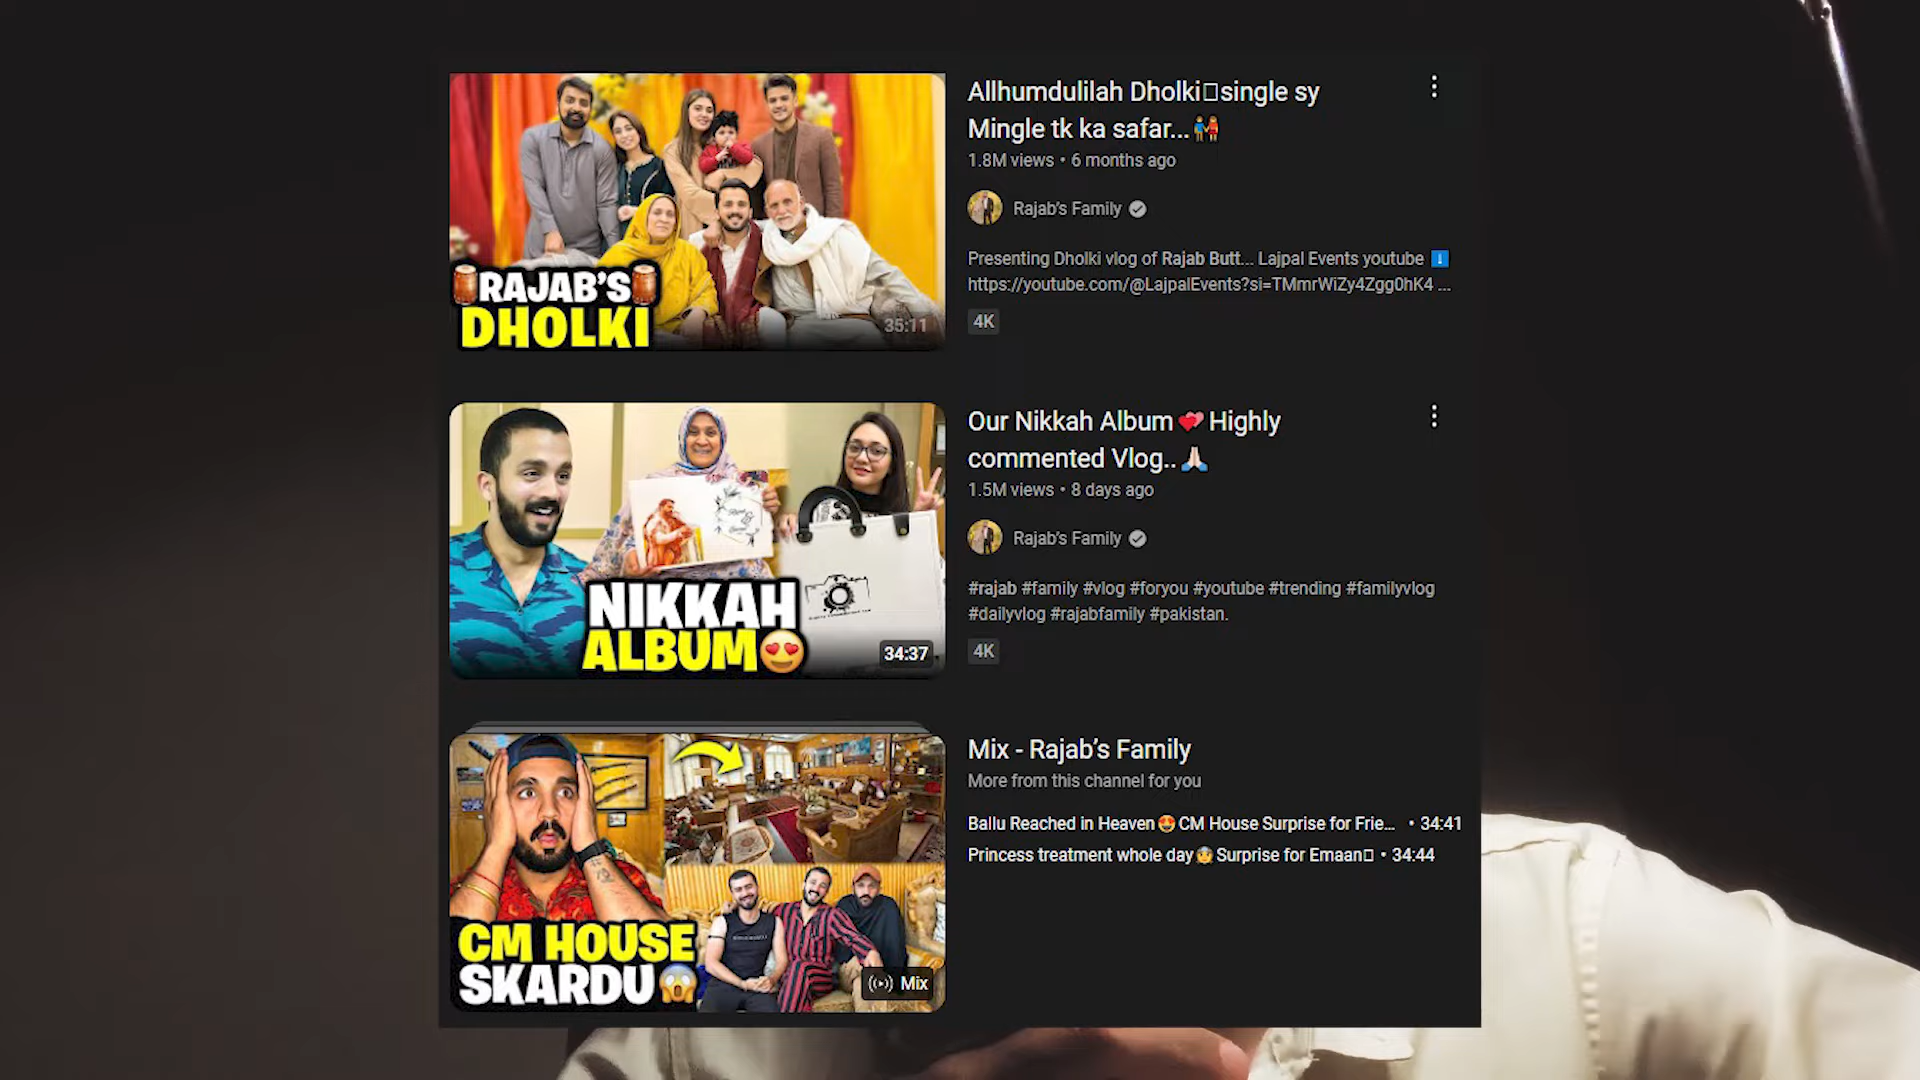 RAJAB'S
DHOLKI
35:11
Allhumdulilah Dholki▯single sy
Mingle tk ka safar...👫
1.8M views • 6 months ago
Rajab's Family
Presenting Dholki vlog of Rajab Butt... Lajpal Events youtube ⬇️
https://youtube.com/@LajpalEvents?si=TMmrWiZy4Zgg0hK4 ...
4K
NIKKAH
ALBUM😍
34:37
Our Nikkah Album 💞 Highly
commented Vlog..🙏🏻
1.5M views • 8 days ago
Rajab's Family
#rajab #family #vlog #foryou #youtube #trending #familyvlog
#dailyvlog #rajabfamily #pakistan.
4K
CM HOUSE
SKARDU😱
Mix
Mix - Rajab's Family
More from this channel for you
Ballu Reached in Heaven😍CM House Surprise for Frie... • 34:41
Princess treatment whole day👸Surprise for Emaan▯ • 34:44